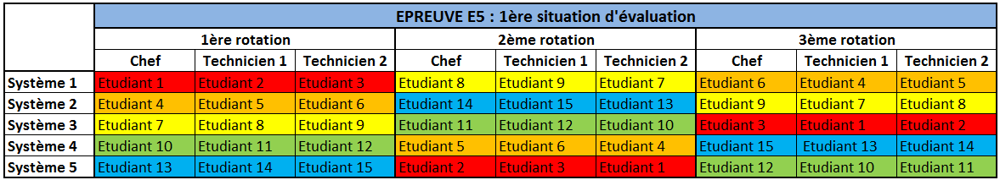 EPREUVE E5 : 1ère situation d'évaluation
1ère rotation 2ème rotation 3ème rotation
Chef Technicien 1 Technicien 2 Chef Technicien 1 Technicien 2 Chef Technicien 1 Technicien 2
Système 1 Etudiant 1 Etudiant 2 Etudiant 3 Etudiant 8 Etudiant 9 Etudiant 7 Etudiant 6 Etudiant 4 Etudiant 5
Système 2 Etudiant 4 Etudiant 5 Etudiant 6 Etudiant 14 Etudiant 15 Etudiant 13 Etudiant 9 Etudiant 7 Etudiant 8
Système 3 Etudiant 7 Etudiant 8 Etudiant 9 Etudiant 11 Etudiant 12 Etudiant 10 Etudiant 3 Etudiant 1 Etudiant 2
Système 4 Etudiant 10 Etudiant 11 Etudiant 12 Etudiant 5 Etudiant 6 Etudiant 4 Etudiant 15 Etudiant 13 Etudiant 14
Système 5 Etudiant 13 Etudiant 14 Etudiant 15 Etudiant 2 Etudiant 3 Etudiant 1 Etudiant 12 Etudiant 10 Etudiant 11